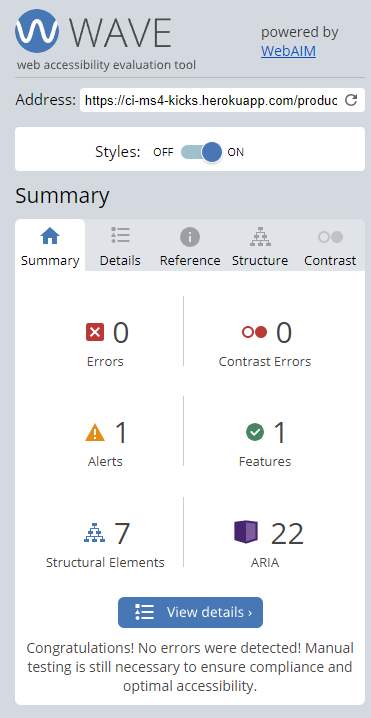 WAVE
web accessibility evaluation tool
powered by
WebAIM
Address: https://ci-ms4-kicks.herokuapp.com/produc
Styles: OFF ON
Summary
Summary Details Reference Structure Contrast
0 0
Errors Contrast Errors
1 1
Alerts Features
7 22
Structural Elements ARIA
View details ›
Congratulations! No errors were detected! Manual
testing is still necessary to ensure compliance and
optimal accessibility.